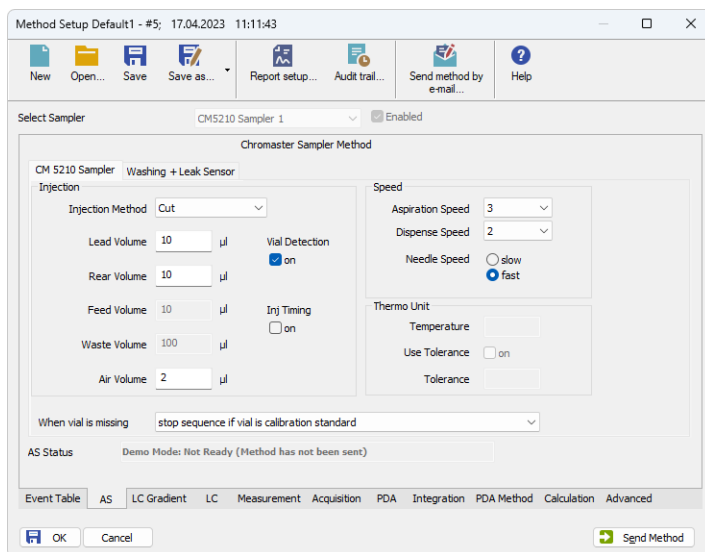 Method Setup Default1 - #5; 17.04.2023 11:11:43
New Open... Save Save as... Report setup... Audit trail... Send method by e-mail... Help
Select Sampler CM5210 Sampler 1 Enabled
Chromaster Sampler Method
CM 5210 Sampler Washing + Leak Sensor
Injection
Injection Method Cut
Lead Volume 10 µl Vial Detection
on
Rear Volume 10 µl
Feed Volume 10 µl Inj Timing
on
Waste Volume 100 µl
Air Volume 2 µl
Speed
Aspiration Speed 3
Dispense Speed 2
Needle Speed slow
fast
Thermo Unit
Temperature
Use Tolerance on
Tolerance
When vial is missing stop sequence if vial is calibration standard
AS Status Demo Mode: Not Ready (Method has not been sent)
Event Table AS LC Gradient LC Measurement Acquisition PDA Integration PDA Method Calculation Advanced
OK Cancel Send Method